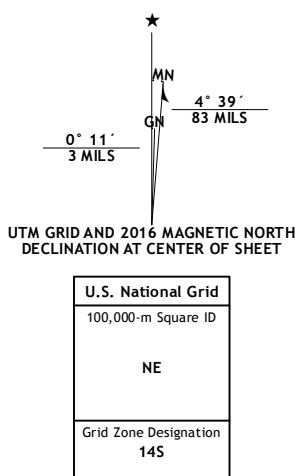 MN
4° 39´
83 MILS
GN
0° 11´
3 MILS
UTM GRID AND 2016 MAGNETIC NORTH
DECLINATION AT CENTER OF SHEET
U.S. National Grid
100,000-m Square ID
NE
Grid Zone Designation
14S